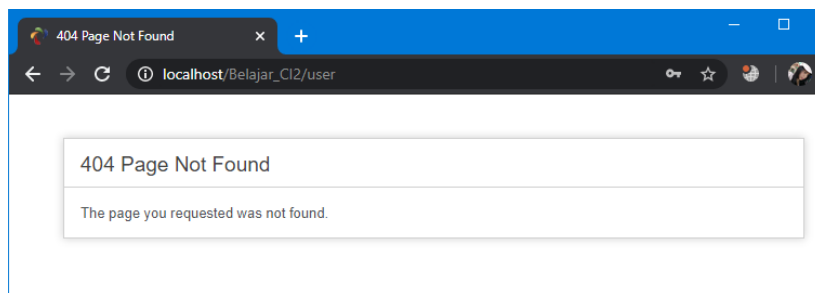 404 Page Not Found
localhost/Belajar_CI2/user
404 Page Not Found
The page you requested was not found.